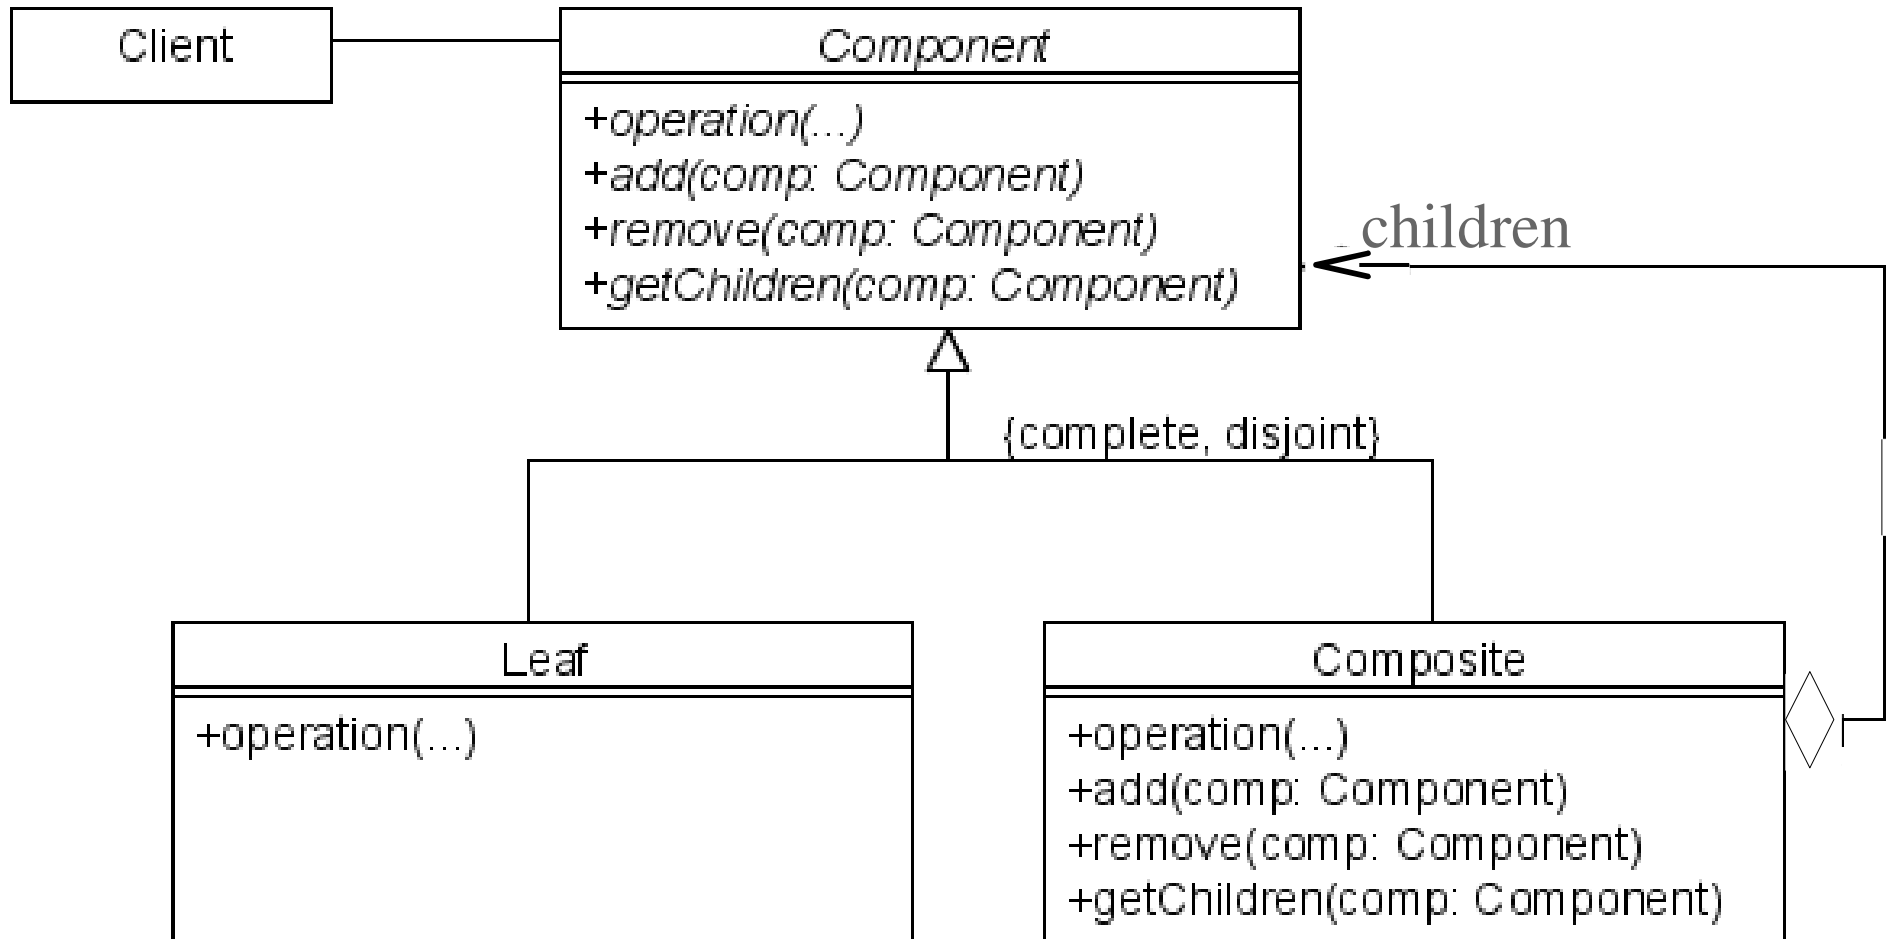 Client
Component
+operation(...)
+add(comp: Component)
+remove(comp: Component)
+getChildren(comp: Component)
children
{complete, disjoint}
Leaf
+operation(...)
Composite
+operation(...)
+add(comp: Component)
+remove(comp: Component)
+getChildren(comp: Component)